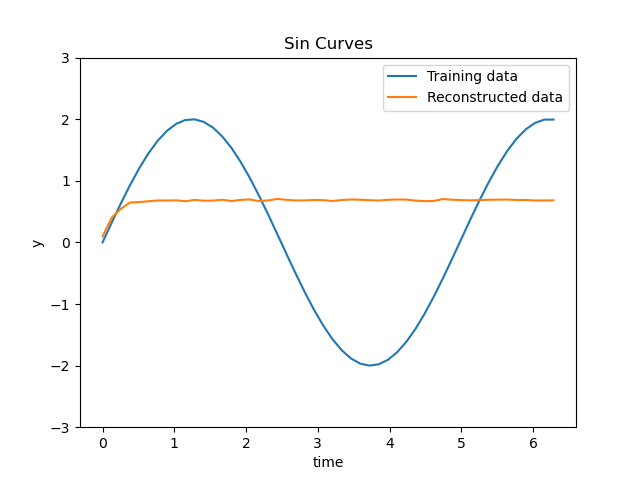 Sin Curves
Training data
Reconstructed data
3
2
1
0
−1
−2
−3
y
0 1 2 3 4 5 6
time